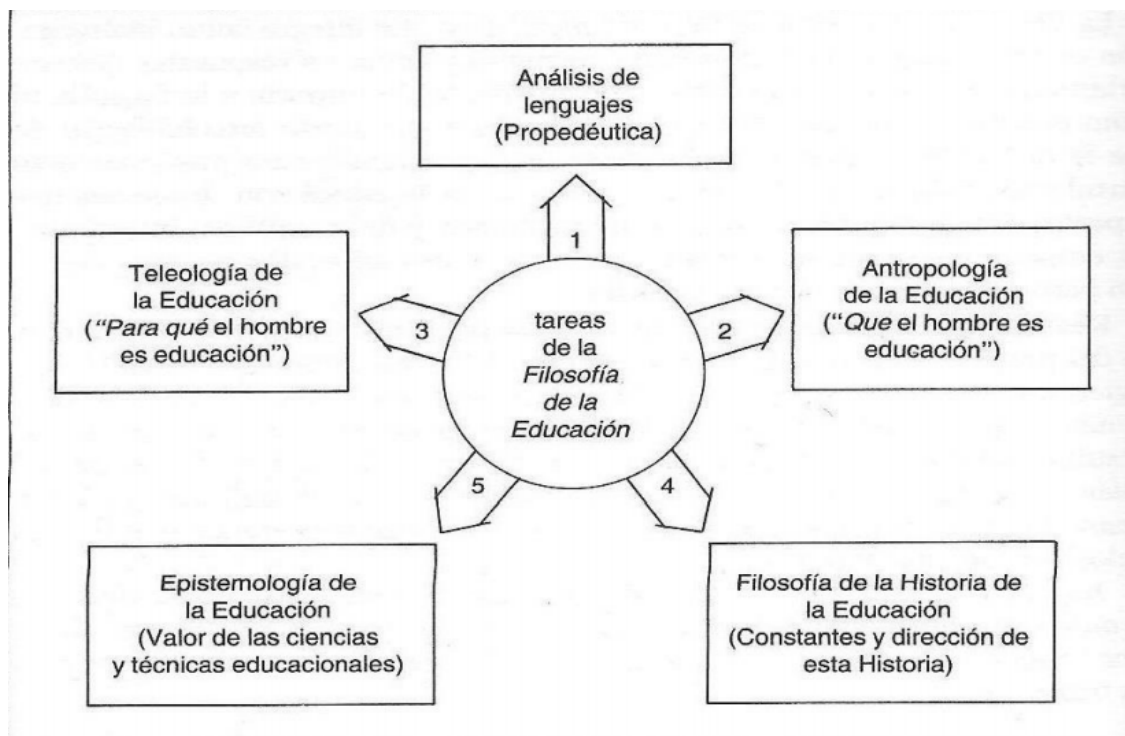 Análisis de
lenguajes
(Propedéutica)
1
Teleología de
la Educación
("Para qué el hombre
es educación")
3
tareas
de la
Filosofía
de la
Educación
2
Antropología
de la Educación
("Que el hombre es
educación")
5
4
Epistemología de
la Educación
(Valor de las ciencias
y técnicas educacionales)
Filosofía de la Historia de
la Educación
(Constantes y dirección de
esta Historia)